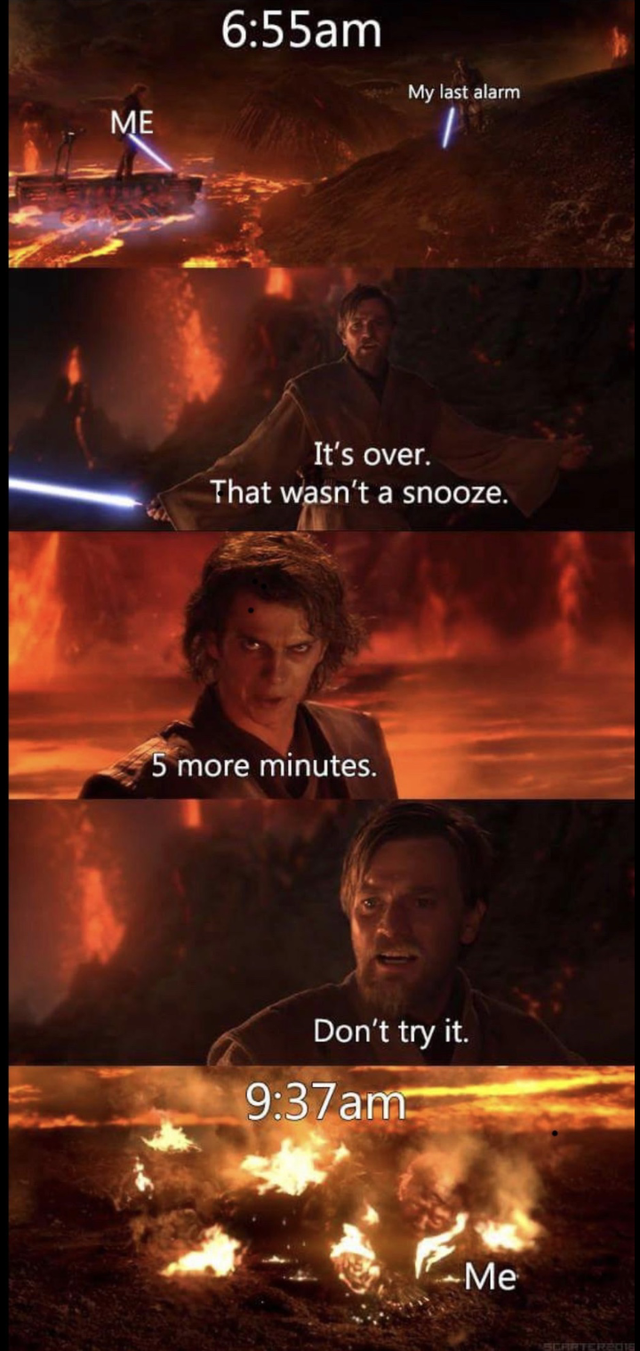 6:55am
My last alarm
ME
It's over.
That wasn't a snooze.
5 more minutes.
Don't try it.
9:37am
Me